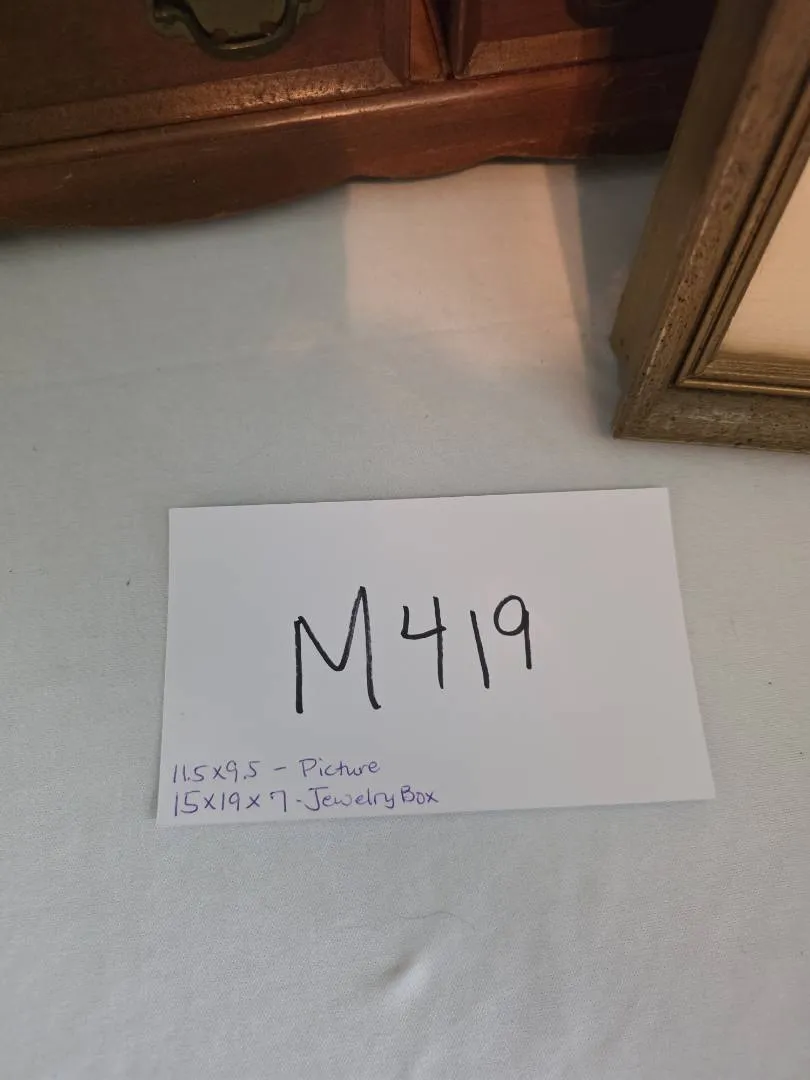 M419
11.5x9.5 - Picture
15x19x7 - Jewelry Box